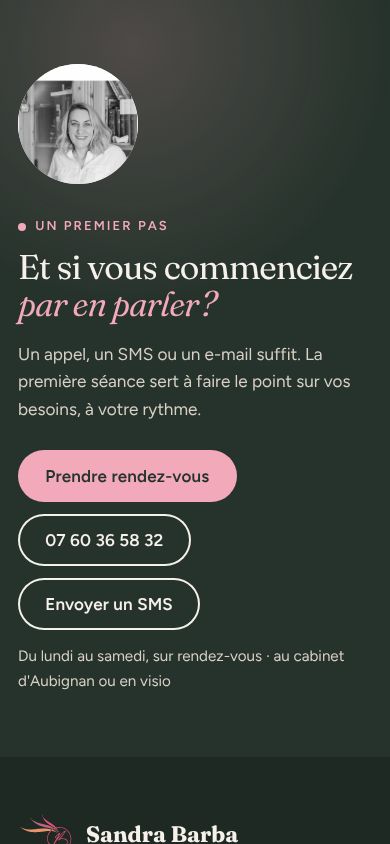 UN PREMIER PAS
Et si vous commenciez
par en parler ?
Un appel, un SMS ou un e-mail suffit. La
première séance sert à faire le point sur vos
besoins, à votre rythme.
Prendre rendez-vous
07 60 36 58 32
Envoyer un SMS
Du lundi au samedi, sur rendez-vous · au cabinet
d'Aubignan ou en visio
Sandra Barba